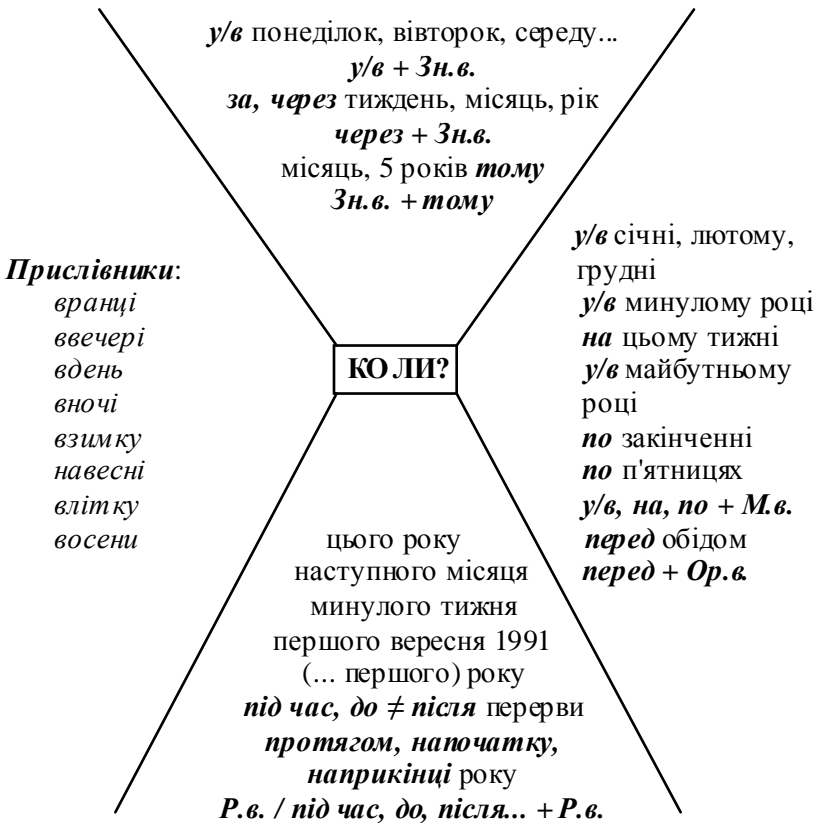 у/в понеділок, вівторок, середу...
у/в + Зн.в.
за, через тиждень, місяць, рік
через + Зн.в.
місяць, 5 років тому
Зн.в. + тому
Прислівники:
вранці
ввечері
вдень
вночі
взимку
навесні
влітку
восени
КОЛИ?
у/в січні, лютому,
грудні
у/в минулому році
на цьому тижні
у/в майбутньому
році
по закінченні
по п'ятницях
у/в, на, по + М.в.
перед обідом
перед + Ор.в.
цього року
наступного місяця
минулого тижня
першого вересня 1991
(... першого) року
під час, до ≠ після перерви
протягом, напочатку,
наприкінці року
Р.в. / під час, до, після... + Р.в.